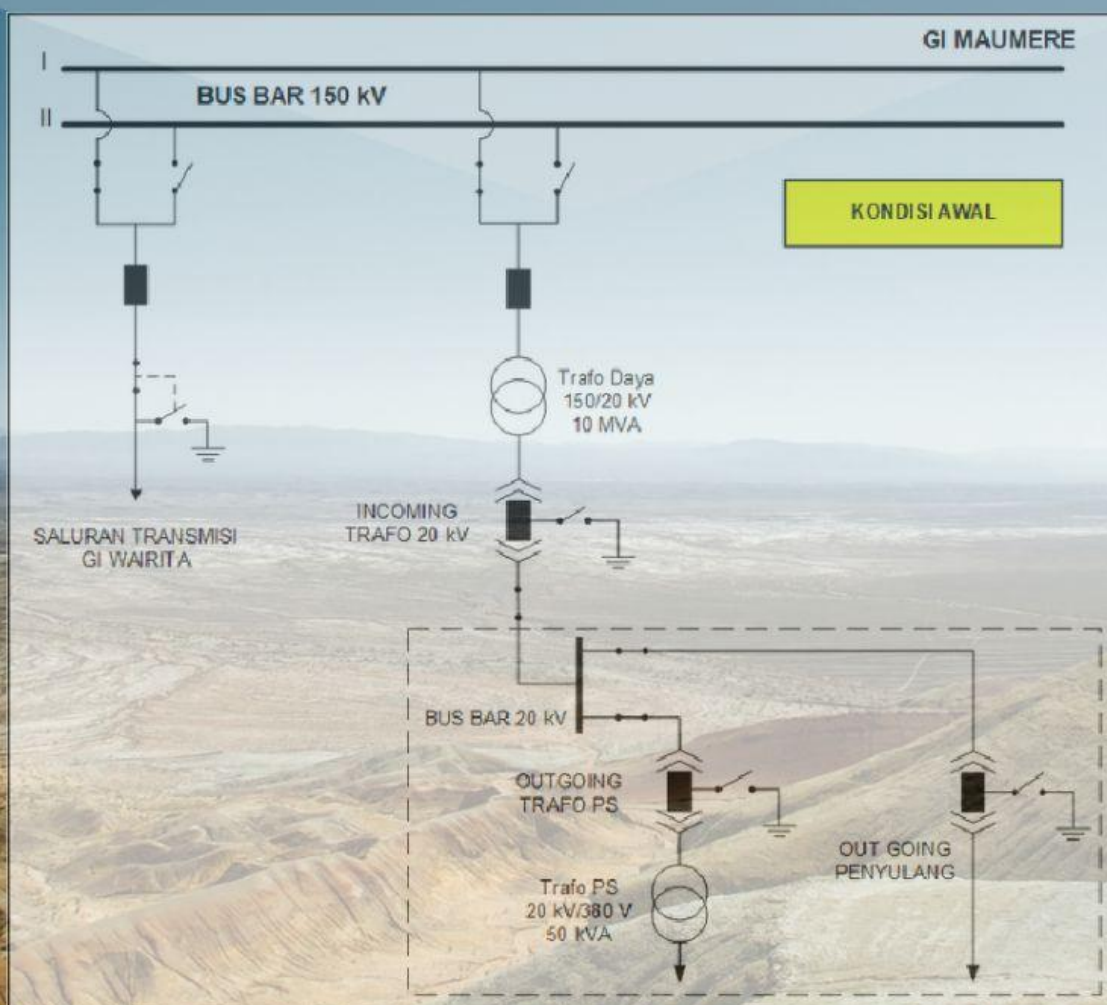 GI MAUMERE
I
BUS BAR 150 kV
II
KONDISI AWAL
Trafo Daya
150/20 kV
10 MVA
INCOMING
TRAFO 20 kV
SALURAN TRANSMISI
GI WAIRITA
BUS BAR 20 kV
OUTGOING
TRAFO PS
OUT GOING
PENYULANG
Trafo PS
20 kV/380 V
50 kVA